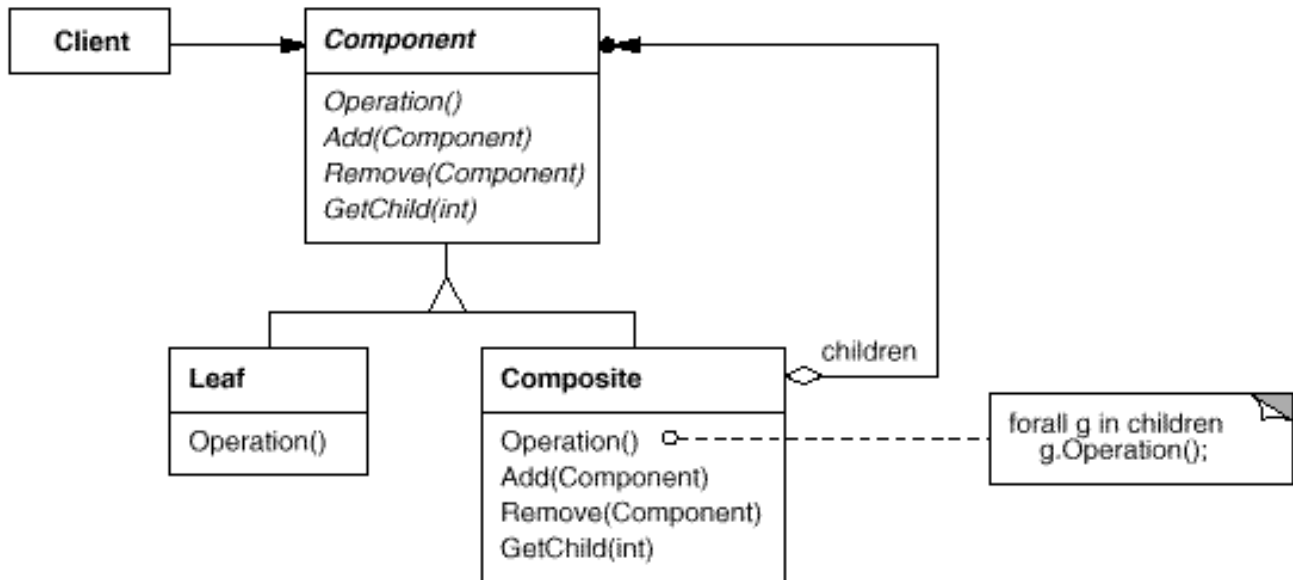 Client
Component
Operation()
Add(Component)
Remove(Component)
GetChild(int)
Leaf
Operation()
Composite
Operation()
Add(Component)
Remove(Component)
GetChild(int)
children
forall g in children
g.Operation();